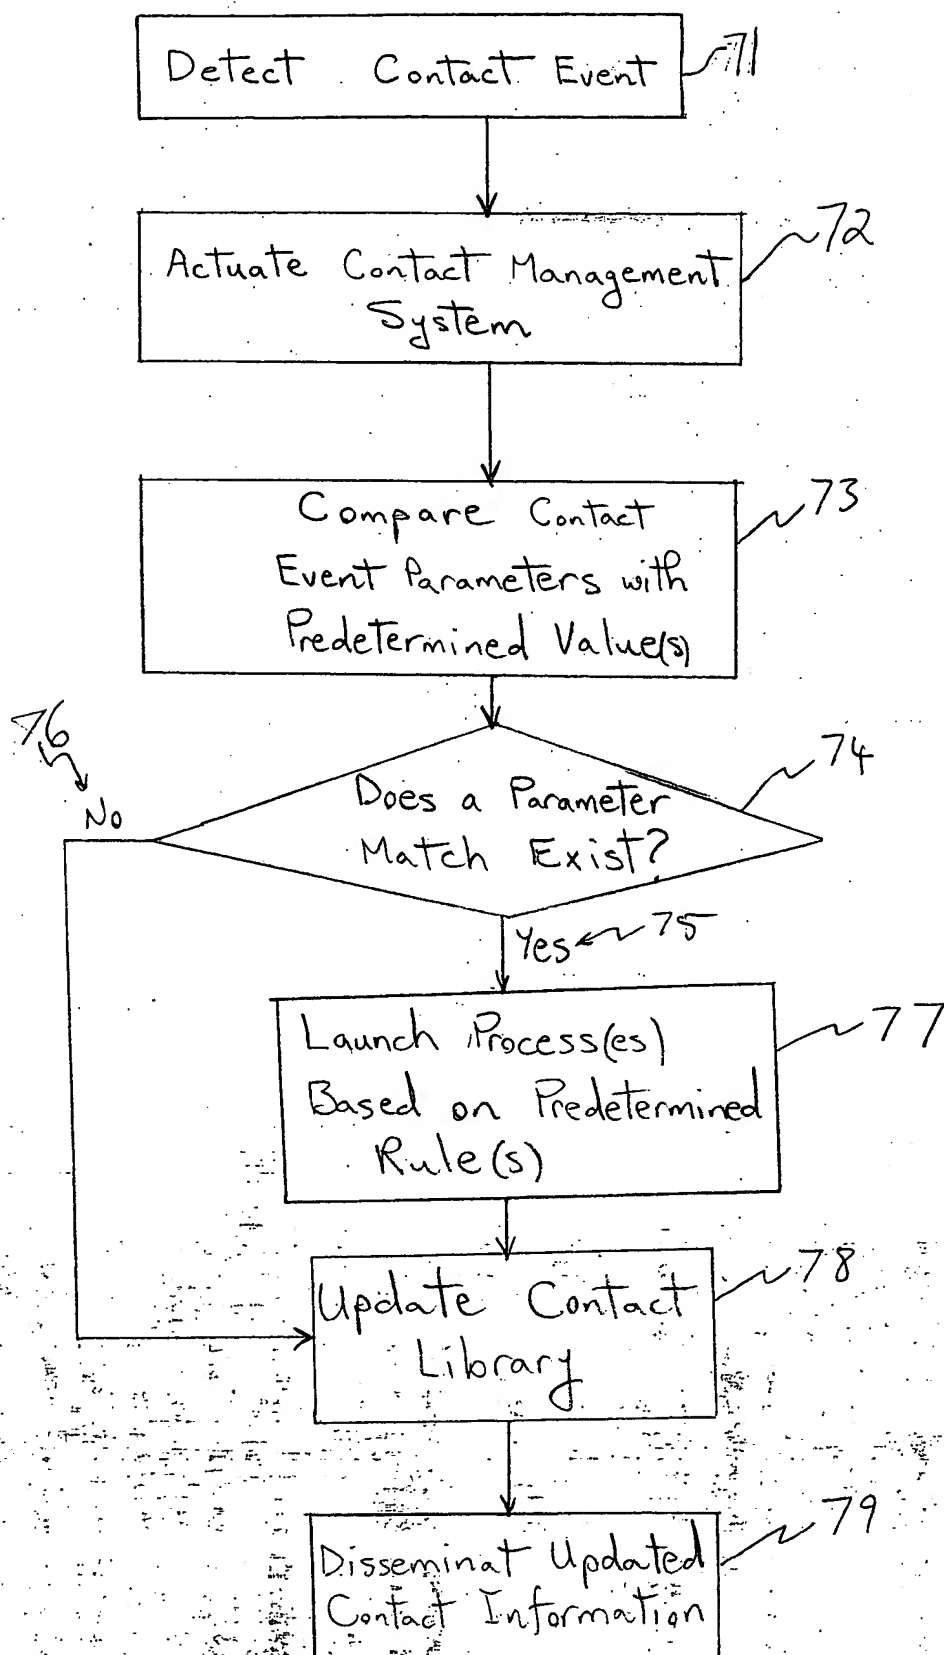 Detect Contact Event
71
Actuate Contact Management
System
72
Compare Contact
Event Parameters with
Predetermined Value(s)
73
Does a Parameter
Match Exist?
74
76
No
Yes
75
Launch Process(es)
Based on Predetermined
Rule(s)
77
Update Contact
Library
78
Disseminat Updated
Contact Information
79